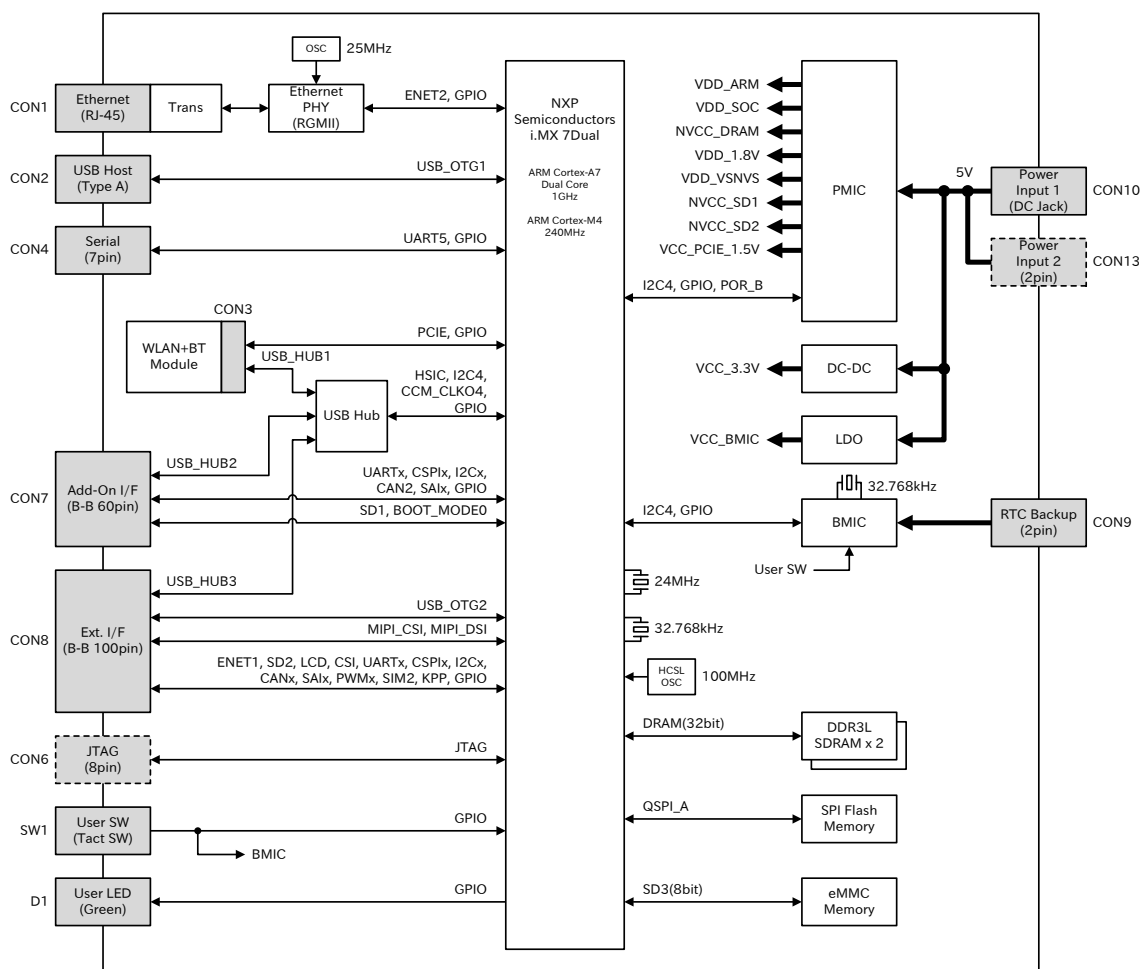 OSC
25MHz
CON1
Ethernet
(RJ-45)
Trans
Ethernet
PHY
(RGMII)
ENET2, GPIO
NXP
Semiconductors
i.MX 7Dual
ARM Cortex-A7
Dual Core
1GHz
ARM Cortex-M4
240MHz
CON2
USB Host
(Type A)
USB_OTG1
CON4
Serial
(7pin)
UART5, GPIO
CON3
WLAN+BT
Module
PCIE, GPIO
USB_HUB1
USB Hub
HSIC, I2C4,
CCM_CLKO4,
GPIO
USB_HUB2
CON7
Add-On I/F
(B-B 60pin)
UARTx, CSPIx, I2Cx,
CAN2, SAIx, GPIO
SD1, BOOT_MODE0
USB_HUB3
CON8
Ext. I/F
(B-B 100pin)
USB_OTG2
MIPI_CSI, MIPI_DSI
ENET1, SD2, LCD, CSI, UARTx, CSPIx, I2Cx,
CANx, SAIx, PWMx, SIM2, KPP, GPIO
CON6
JTAG
(8pin)
JTAG
SW1
User SW
(Tact SW)
GPIO
BMIC
D1
User LED
(Green)
GPIO
VDD_ARM
VDD_SOC
NVCC_DRAM
VDD_1.8V
VDD_VSNVS
NVCC_SD1
NVCC_SD2
VCC_PCIE_1.5V
I2C4, GPIO, POR_B
PMIC
5V
Power
Input 1
(DC Jack)
CON10
Power
Input 2
(2pin)
CON13
VCC_3.3V
DC-DC
VCC_BMIC
LDO
32.768kHz
I2C4, GPIO
BMIC
RTC Backup
(2pin)
CON9
User SW
24MHz
32.768kHz
HCSL
OSC
100MHz
DRAM(32bit)
DDR3L
SDRAM x 2
QSPI_A
SPI Flash
Memory
SD3(8bit)
eMMC
Memory